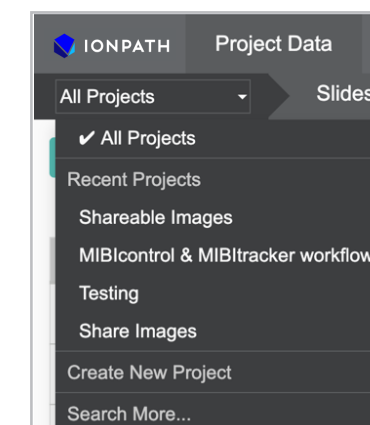 IONPATH Project Data
All Projects Slides
✔ All Projects
Recent Projects
Shareable Images
MIBIcontrol & MIBItracker workflow
Testing
Share Images
Create New Project
Search More...